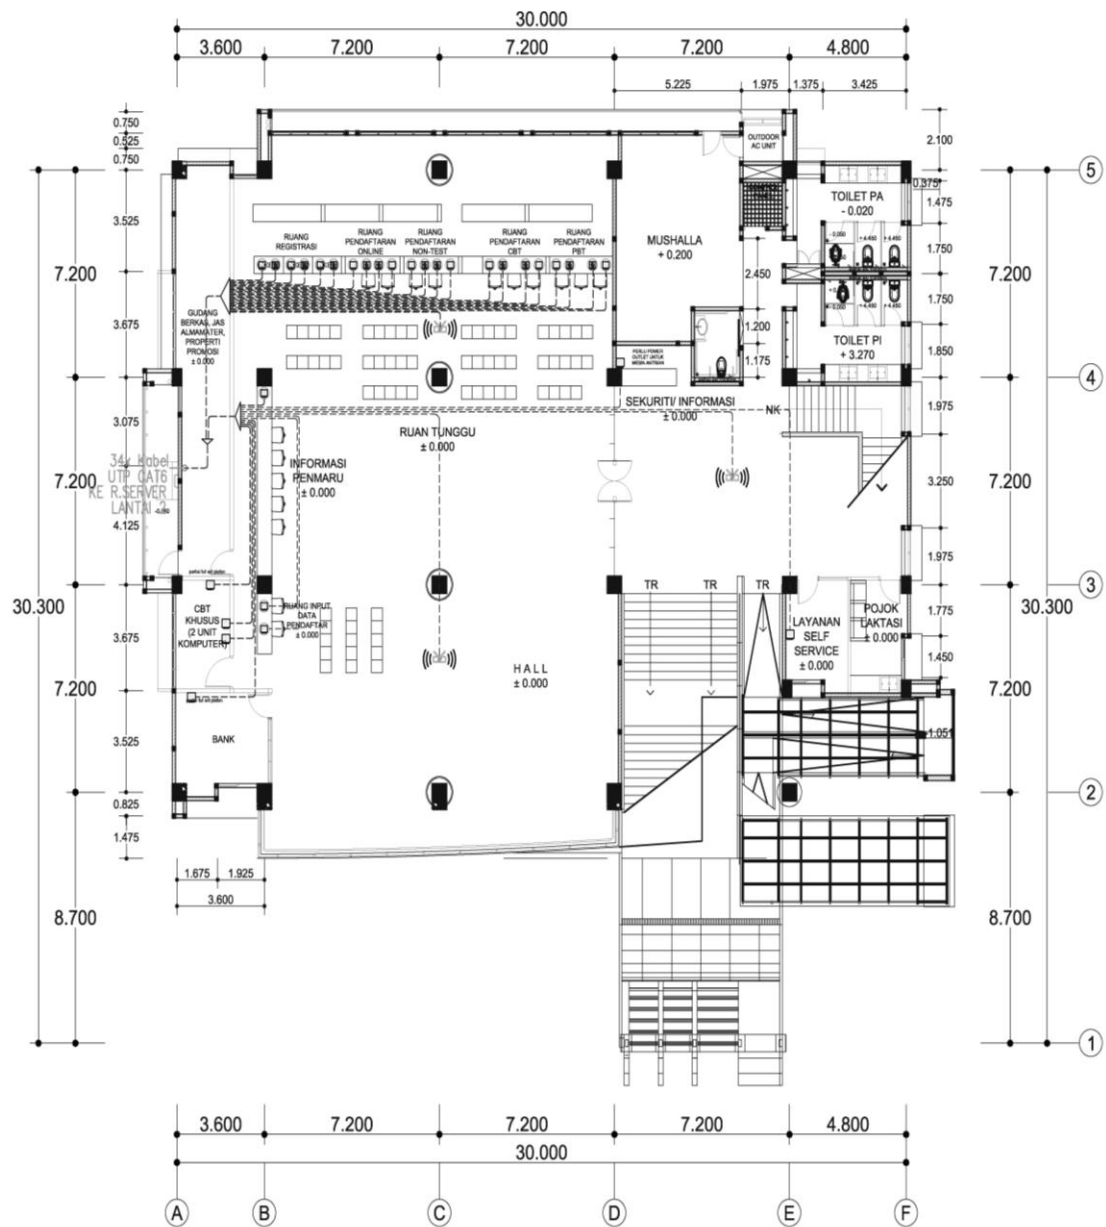 30.000
3.600
7.200
7.200
7.200
4.800
5.225
1.975
1.375
3.425
0.750
0.525
0.750
2.100
OUTDOOR
AC UNIT
5
0.375
1.475
TOILET PA
- 0.020
3.525
RUANG
REGISTRASI
RUANG
PENDAFTARAN
ONLINE
RUANG
PENDAFTARAN
NON-TEST
RUANG
PENDAFTARAN
CBT
RUANG
PENDAFTARAN
PBT
MUSHALLA
+ 0.200
1.750
7.200
2.450
7.200
1.750
3.675
GUDANG
BERKAS, JAS
ALMAMATER,
PROPERTI
PROMOSI
± 0.000
1.200
TOILET PI
+ 3.270
1.850
PERLU POWER
OUTLET UNTUK
MESIN ANTRIAN
1.175
4
3.075
SEKURITI/ INFORMASI
± 0.000
NK
1.975
RUAN TUNGGU
± 0.000
34x Kabel
UTP CAT6
KE R.SERVER
LANTAI 2
INFORMASI
PENMARU
± 0.000
7.200
7.200
3.250
4.125
1.975
3
TR
TR
TR
30.300
30.300
CBT
KHUSUS
(2 UNIT
KOMPUTER)
RUANG INPUT
DATA
PENDAFTAR
± 0.000
LAYANAN
SELF
SERVICE
± 0.000
POJOK
LAKTASI
± 0.000
1.775
3.675
1.450
HALL
± 0.000
7.200
7.200
1.051
BANK
3.525
2
0.825
1.475
1.675
1.925
3.600
8.700
8.700
1
3.600
7.200
7.200
7.200
4.800
30.000
A
B
C
D
E
F